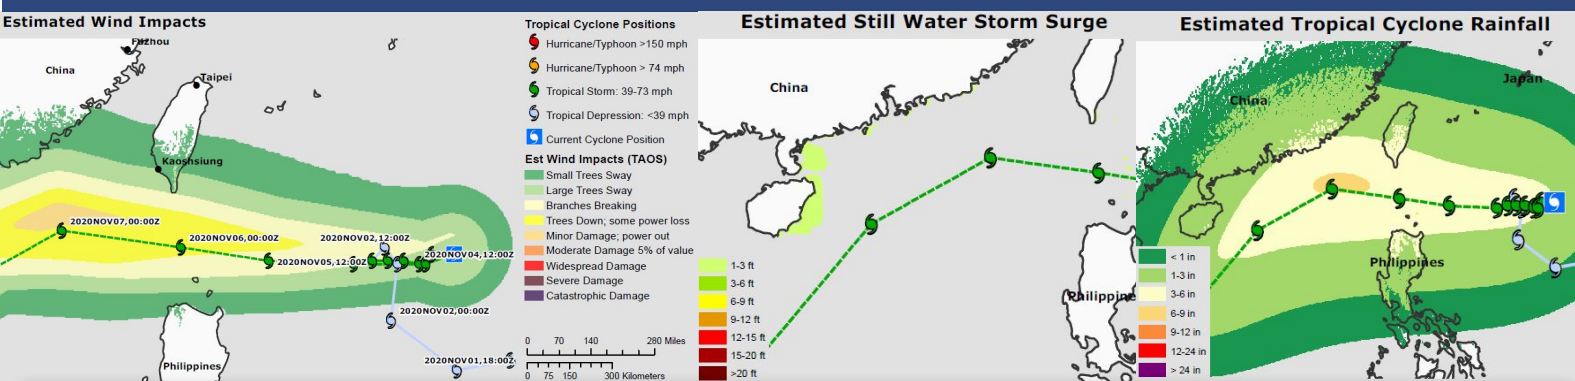 Estimated Wind Impacts
Fuzhou
China
Taipei
Kaoshsiung
2020NOV07,00:00Z
2020NOV06,00:00Z
2020NOV02,12:00Z
2020NOV05,12:00Z
2020NOV04,12:00Z
2020NOV02,00:00Z
2020NOV01,18:00Z
Philippines
Tropical Cyclone Positions
Hurricane/Typhoon >150 mph
Hurricane/Typhoon > 74 mph
Tropical Storm: 39-73 mph
Tropical Depression: <39 mph
Current Cyclone Position
Est Wind Impacts (TAOS)
Small Trees Sway
Large Trees Sway
Branches Breaking
Trees Down; some power loss
Minor Damage; power out
Moderate Damage 5% of value
Widespread Damage
Severe Damage
Catastrophic Damage
0 70 140 280 Miles
0 75 150 300 Kilometers
Estimated Still Water Storm Surge
China
Philippine
1-3 ft
3-6 ft
6-9 ft
9-12 ft
12-15 ft
15-20 ft
>20 ft
Estimated Tropical Cyclone Rainfall
Japan
China
Philippines
< 1 in
1-3 in
3-6 in
6-9 in
9-12 in
12-24 in
> 24 in